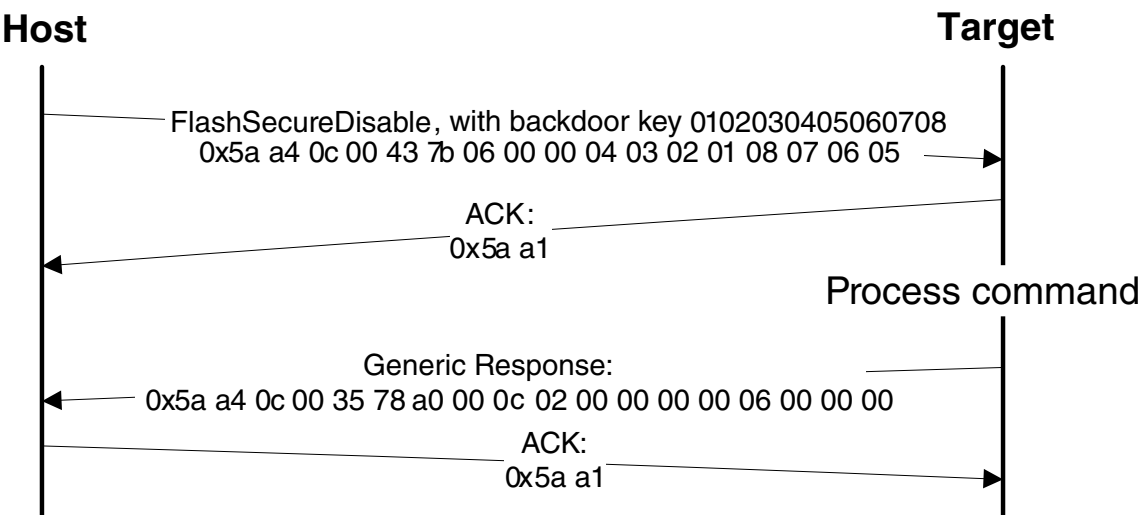 Host
Target
FlashSecureDisable, with backdoor key 0102030405060708
0x5a a4 0c 00 43 7b 06 00 00 04 03 02 01 08 07 06 05
ACK:
0x5a a1
Process command
Generic Response:
0x5a a4 0c 00 35 78 a0 00 0c 02 00 00 00 00 06 00 00 00
ACK:
0x5a a1